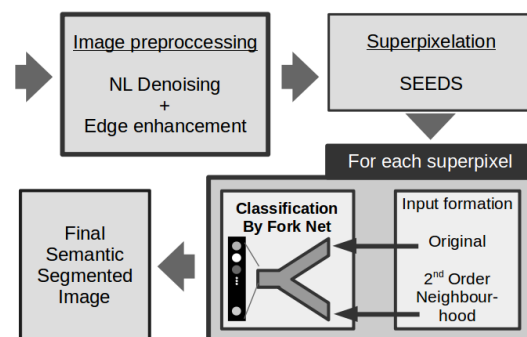 Image preproccessing
NL Denoising
+
Edge enhancement
Superpixelation
SEEDS
For each superpixel
Input formation
Original
2nd Order
Neighbour-
hood
Classification
By Fork Net
Final
Semantic
Segmented
Image